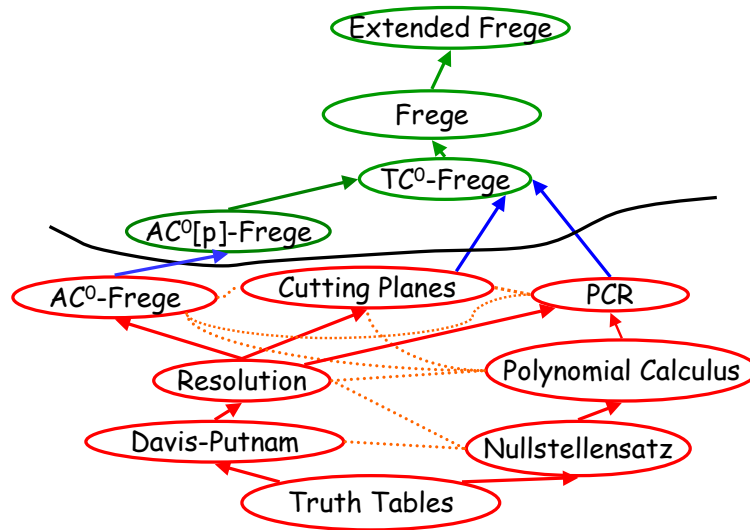 Extended Frege
Frege
TC⁰-Frege
AC⁰[p]-Frege
AC⁰-Frege
Cutting Planes
PCR
Resolution
Polynomial Calculus
Davis-Putnam
Nullstellensatz
Truth Tables